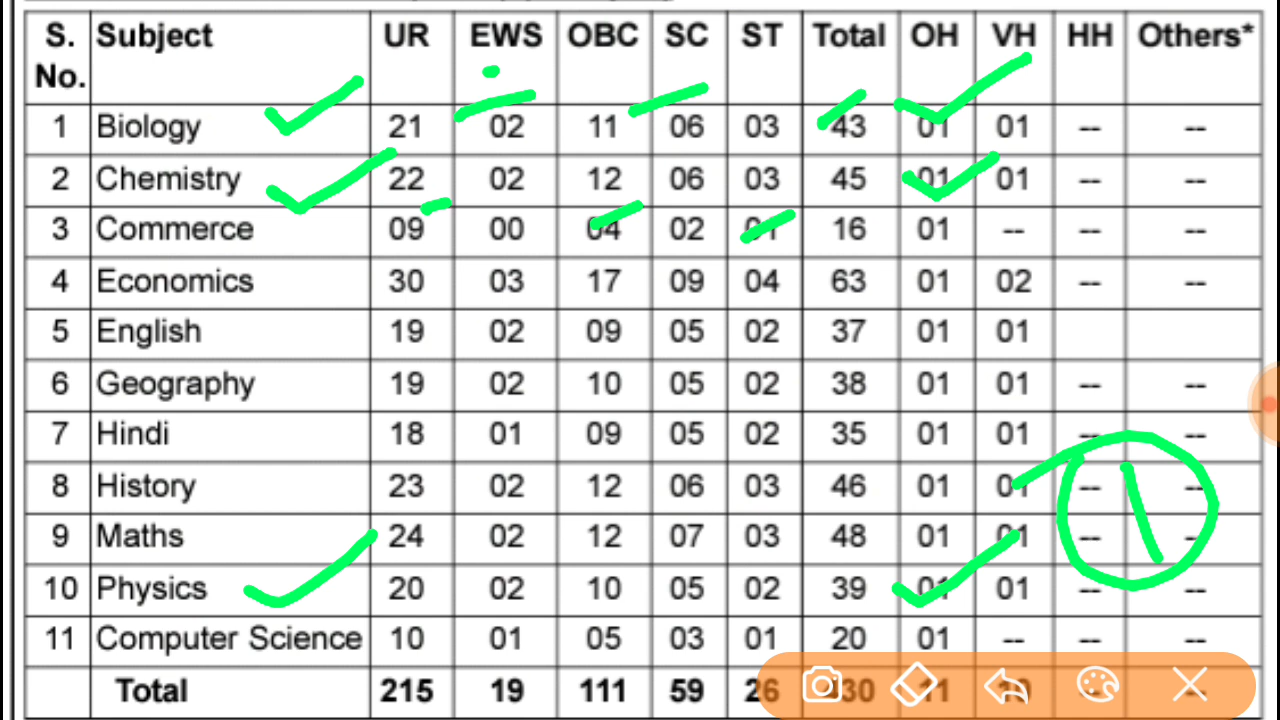 S. No. Subject UR EWS OBC SC ST Total OH VH HH Others*
1 Biology 21 02 11 06 03 43 01 01 -- --
2 Chemistry 22 02 12 06 03 45 01 01 -- --
3 Commerce 09 00 04 02 01 16 01 -- -- --
4 Economics 30 03 17 09 04 63 01 02 -- --
5 English 19 02 09 05 02 37 01 01
6 Geography 19 02 10 05 02 38 01 01 -- --
7 Hindi 18 01 09 05 02 35 01 01 -- --
8 History 23 02 12 06 03 46 01 01 -- --
9 Maths 24 02 12 07 03 48 01 01 -- --
10 Physics 20 02 10 05 02 39 01 01 -- --
11 Computer Science 10 01 05 03 01 20 01 -- -- --
Total 215 19 111 59 26 430 11 10 -- --